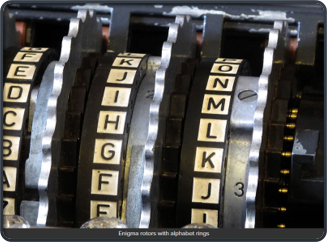 F
E
D
C
B
A
K
J
I
H
G
F
O
N
M
L
K
J
I
3
Enigma rotors with alphabet rings